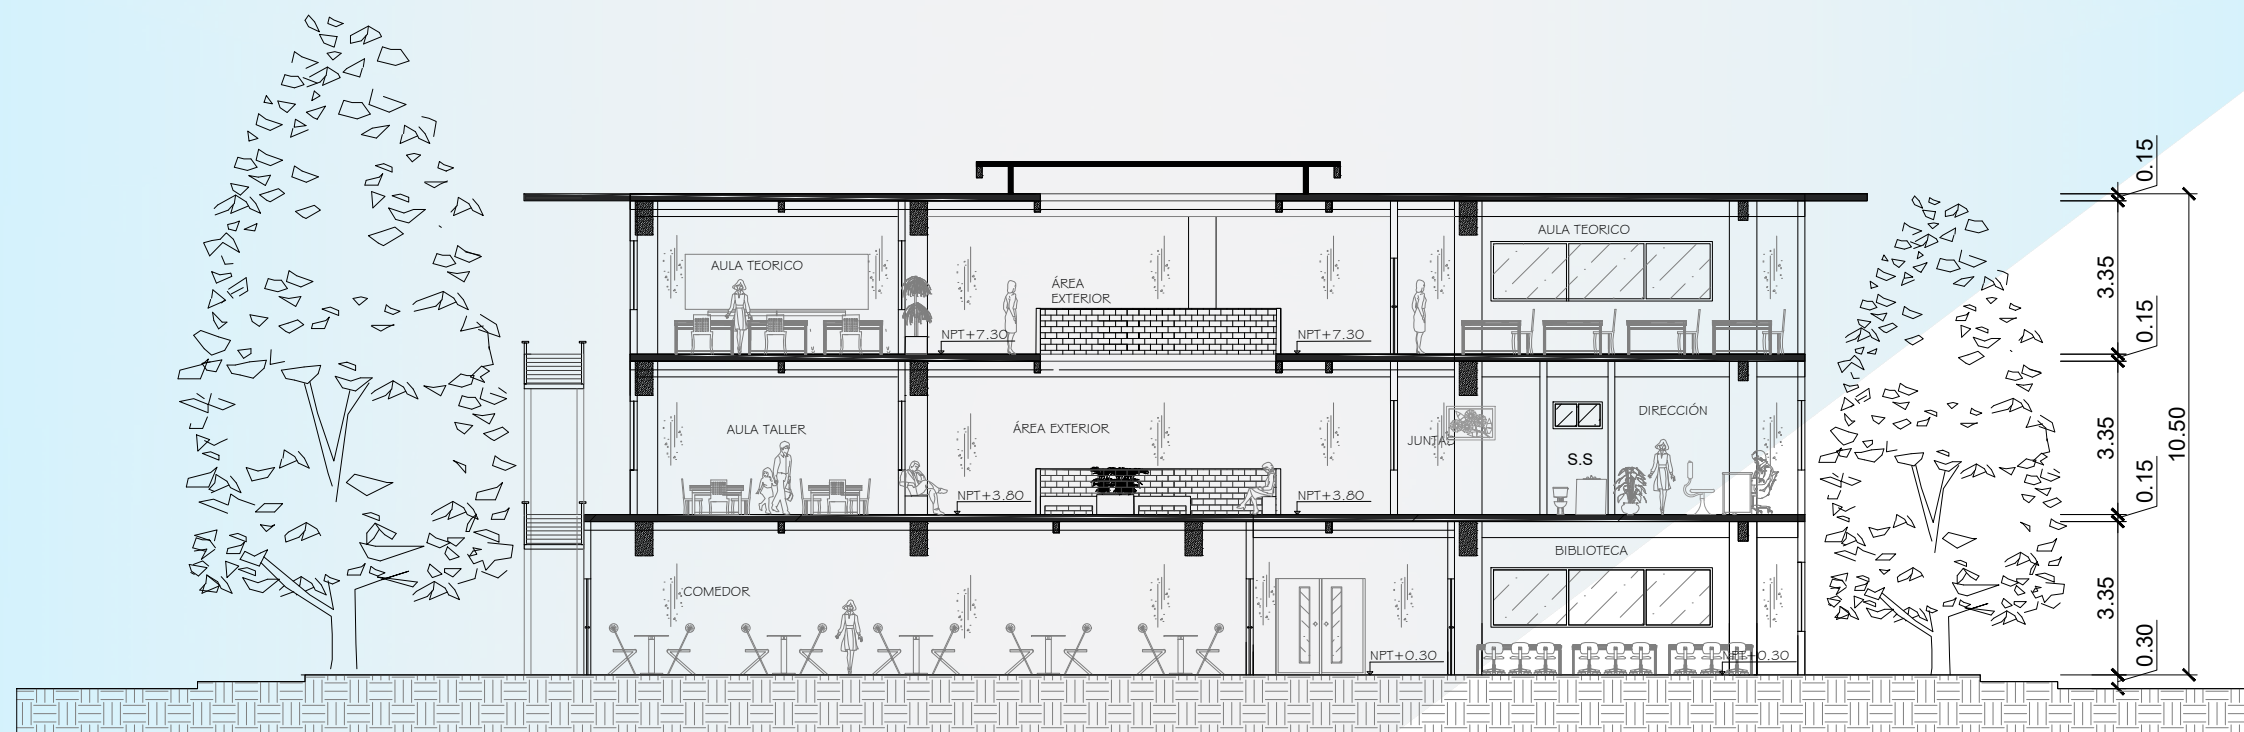 AULA TEORICO
ÁREA
EXTERIOR
AULA TEORICO
NPT+7.30
NPT+7.30
AULA TALLER
ÁREA EXTERIOR
JUNTAS
DIRECCIÓN
S.S
NPT+3.80
NPT+3.80
COMEDOR
BIBLIOTECA
NPT+0.30
NPT+0.30
0.15
3.35
0.15
3.35
10.50
0.15
3.35
0.30